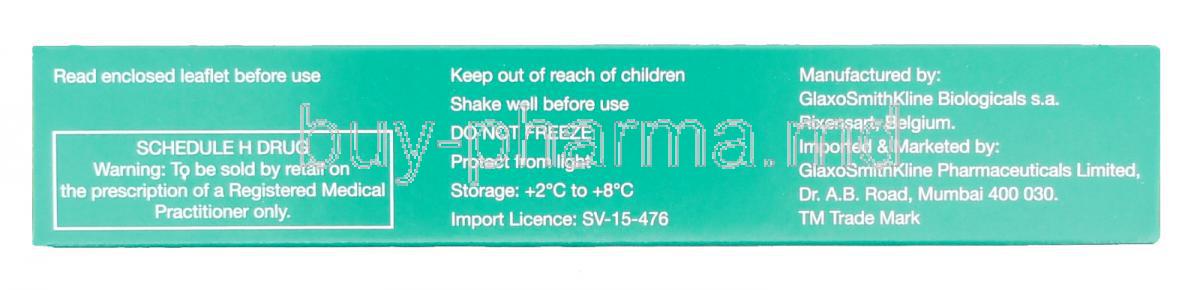 Read enclosed leaflet before use
SCHEDULE H DRUG
Warning: To be sold by retail on
the prescription of a Registered Medical
Practitioner only.
Keep out of reach of children
Shake well before use
DO NOT FREEZE
Protect from light
Storage: +2°C to +8°C
Import Licence: SV-15-476
Manufactured by:
GlaxoSmithKline Biologicals s.a.
Rixensart, Belgium.
Imported & Marketed by:
GlaxoSmithKline Pharmaceuticals Limited,
Dr. A.B. Road, Mumbai 400 030.
TM Trade Mark
buy-pharma.md